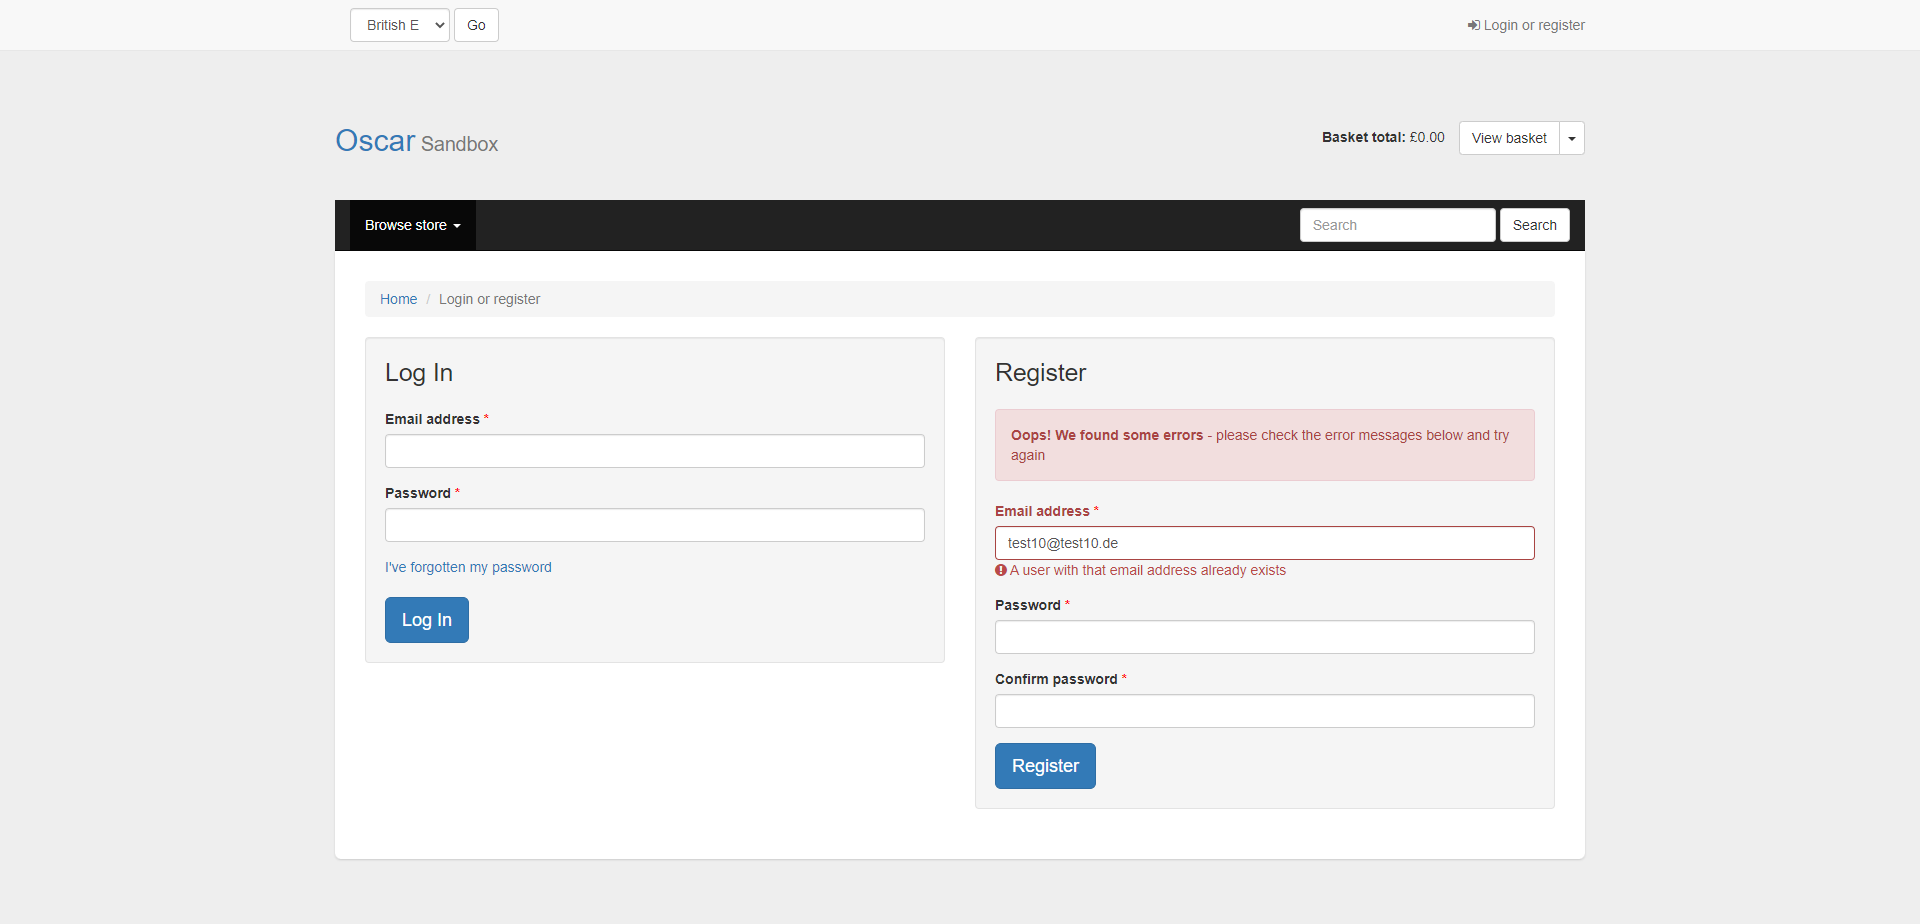 British E
Go
Login or register
Oscar Sandbox
Basket total: £0.00
View basket
Browse store
Search
Search
Home / Login or register
Log In
Email address *
Password *
I've forgotten my password
Log In
Register
Oops! We found some errors - please check the error messages below and try
again
Email address *
test10@test10.de
A user with that email address already exists
Password *
Confirm password *
Register